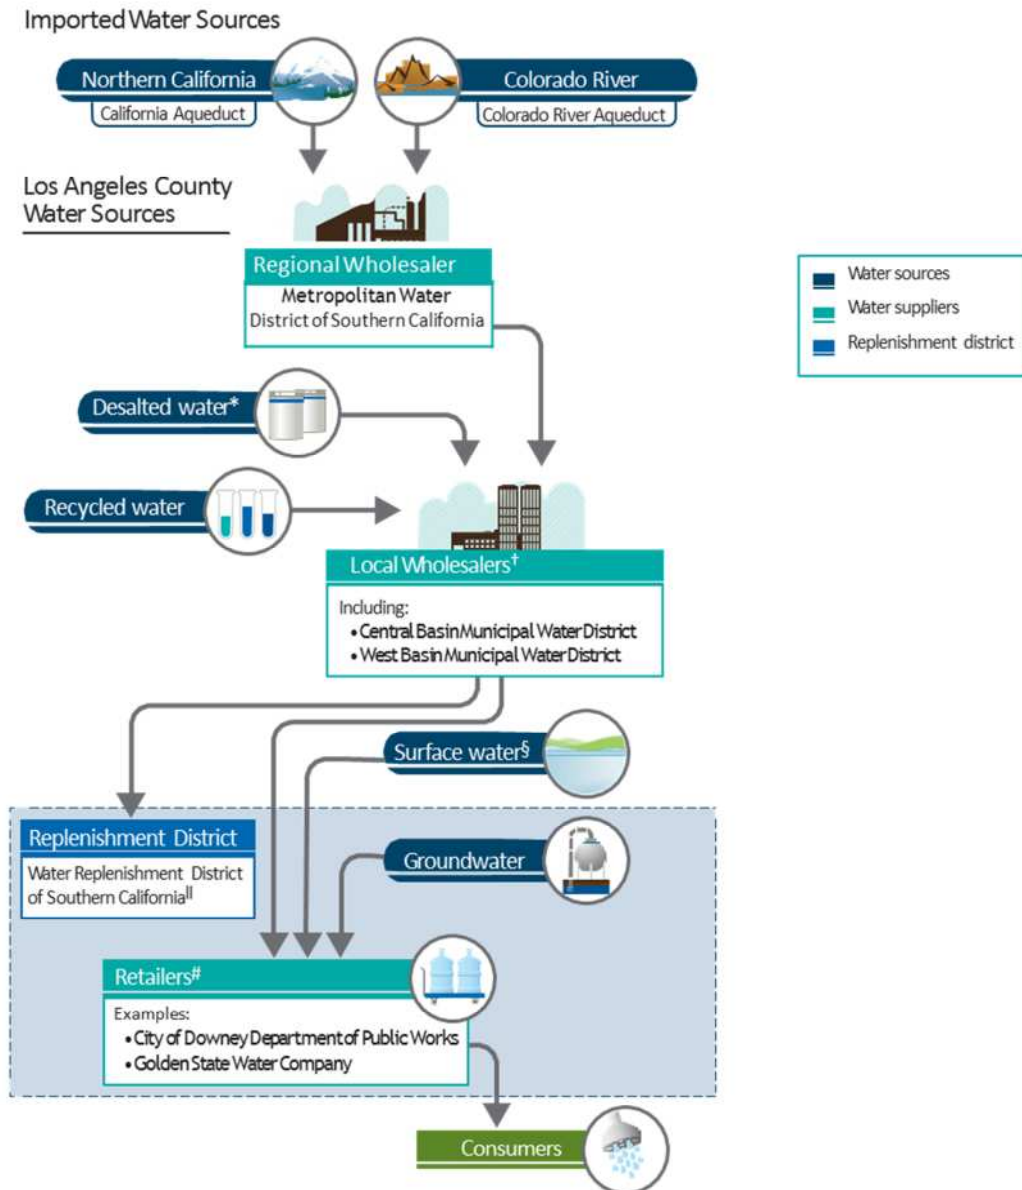 Imported Water Sources
Northern California
California Aqueduct
Colorado River
Colorado River Aqueduct
Los Angeles County
Water Sources
Regional Wholesaler
Metropolitan Water
District of Southern California
Water sources
Water suppliers
Replenishment district
Desalted water*
Recycled water
Local Wholesalers†
Including:
• Central Basin Municipal Water District
• West Basin Municipal Water District
Surface water§
Replenishment District
Water Replenishment District
of Southern California||
Groundwater
Retailers#
Examples:
• City of Downey Department of Public Works
• Golden State Water Company
Consumers